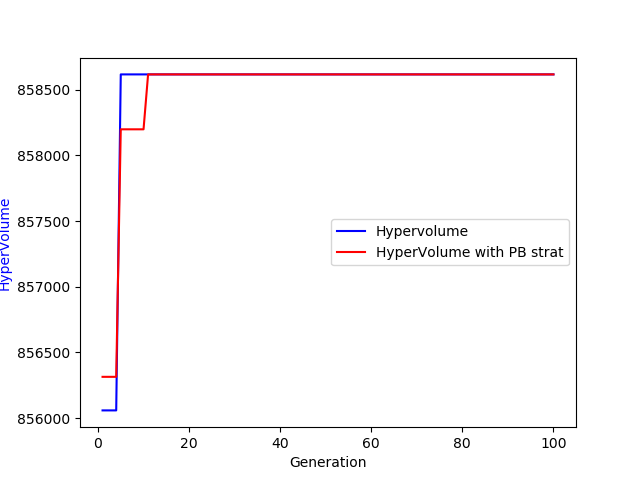 858500
858000
857500
857000
856500
856000
HyperVolume
Hypervolume
HyperVolume with PB strat
0 20 40 60 80 100
Generation